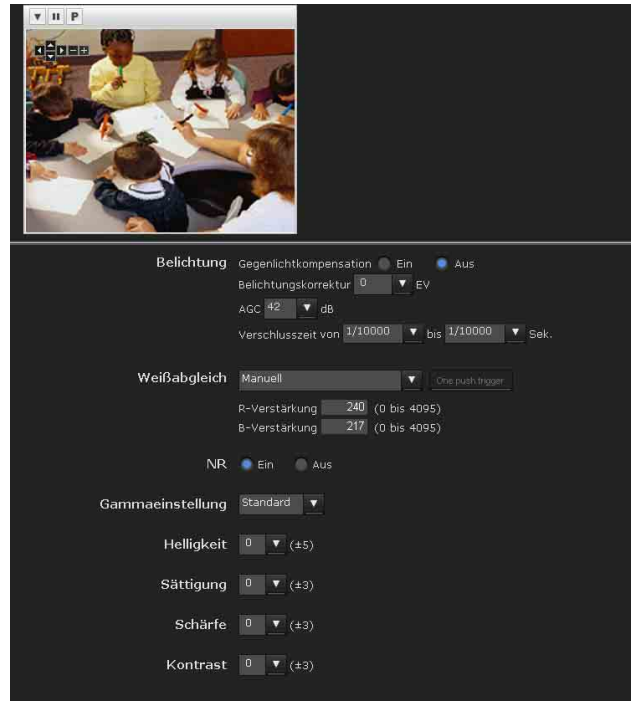 P
Belichtung Gegenlichtkompensation Ein Aus
Belichtungskorrektur 0 EV
AGC 42 dB
Verschlusszeit von 1/10000 bis 1/10000 Sek.
Weißabgleich Manuell One push trigger
R-Verstärkung 240 (0 bis 4095)
B-Verstärkung 217 (0 bis 4095)
NR Ein Aus
Gammaeinstellung Standard
Helligkeit 0 (±5)
Sättigung 0 (±3)
Schärfe 0 (±3)
Kontrast 0 (±3)